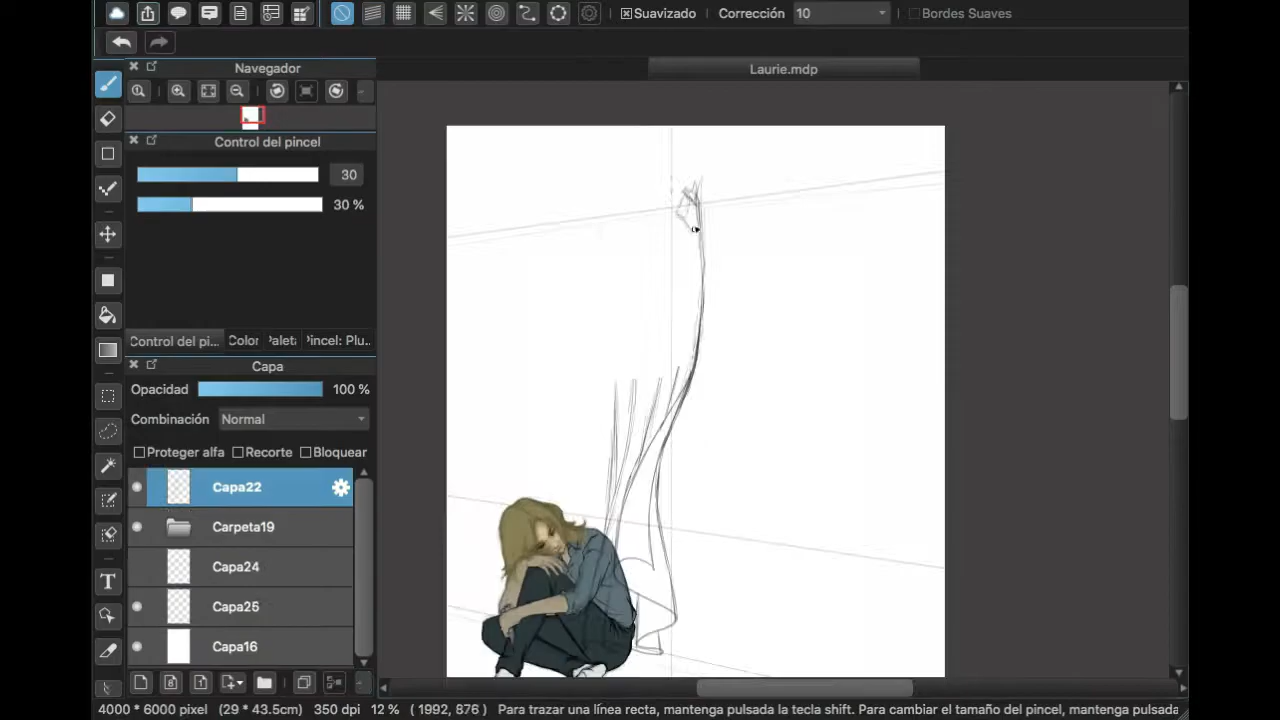 Suavizado Corrección 10 Bordes Suaves
Navegador
Laurie.mdp
Control del pincel
30
30 %
Control del pi... Color Paleta Pincel: Plu..
Capa
Opacidad 100 %
Combinación Normal
Proteger alfa Recorte Bloquear
Capa22
Carpeta19
Capa24
Capa25
Capa16
T
4000 * 6000 pixel (29 * 43.5cm) 350 dpi 12 % ( 1992, 876 ) Para trazar una línea recta, mantenga pulsada la tecla shift. Para cambiar el tamaño del pincel, mantenga pulsada